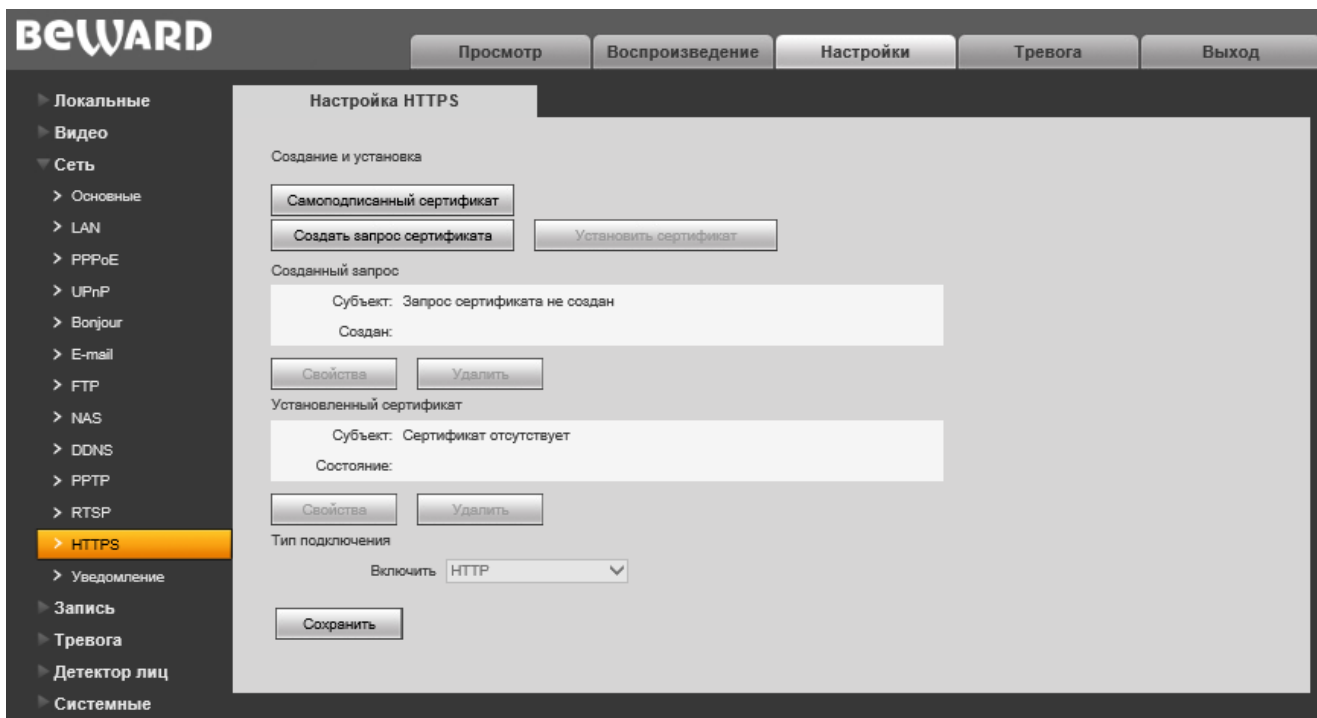 BEWARD
Просмотр
Воспроизведение
Настройки
Тревога
Выход
Локальные
Видео
Сеть
Основные
LAN
PPPoE
UPnP
Bonjour
E-mail
FTP
NAS
DDNS
PPTP
RTSP
HTTPS
Уведомление
Запись
Тревога
Детектор лиц
Системные
Настройка HTTPS
Создание и установка
Самоподписанный сертификат
Создать запрос сертификата Установить сертификат
Созданный запрос
Субъект: Запрос сертификата не создан
Создан:
Свойства Удалить
Установленный сертификат
Субъект: Сертификат отсутствует
Состояние:
Свойства Удалить
Тип подключения
Включить HTTP
Сохранить